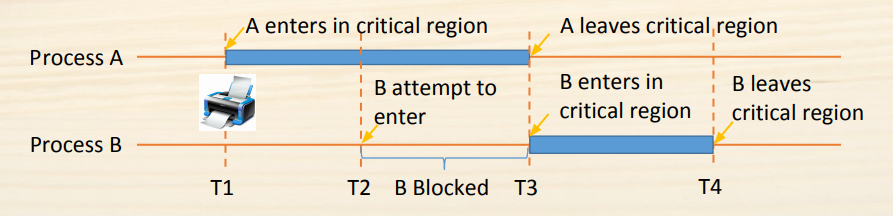 A enters in critical region
A leaves critical region
Process A
B attempt to
enter
B enters in
critical region
B leaves
critical region
Process B
T1
T2
B Blocked
T3
T4